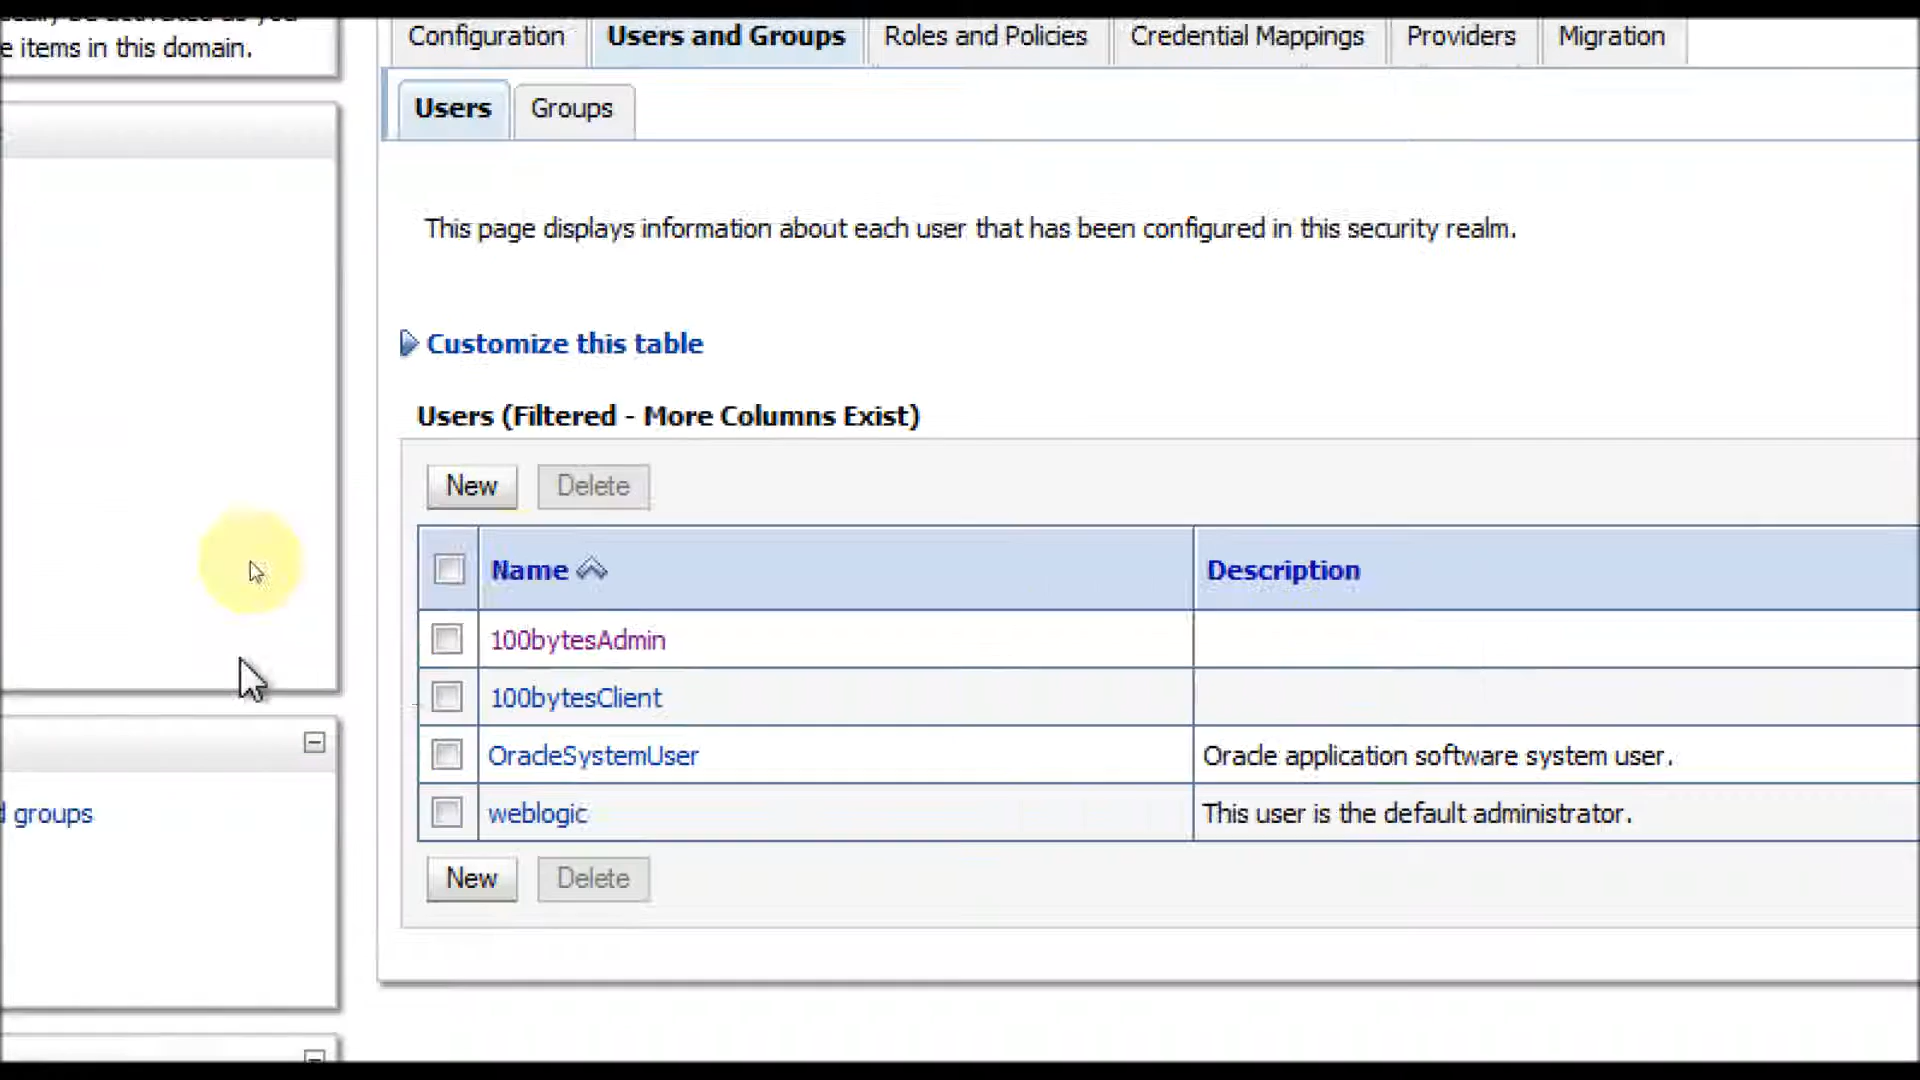 e items in this domain.
Configuration
Users and Groups
Roles and Policies
Credential Mappings
Providers
Migration
Users
Groups
This page displays information about each user that has been configured in this security realm.
Customize this table
Users (Filtered - More Columns Exist)
New
Delete
Name
Description
100bytesAdmin
100bytesClient
OracleSystemUser
Oracle application software system user.
weblogic
This user is the default administrator.
d groups
New
Delete